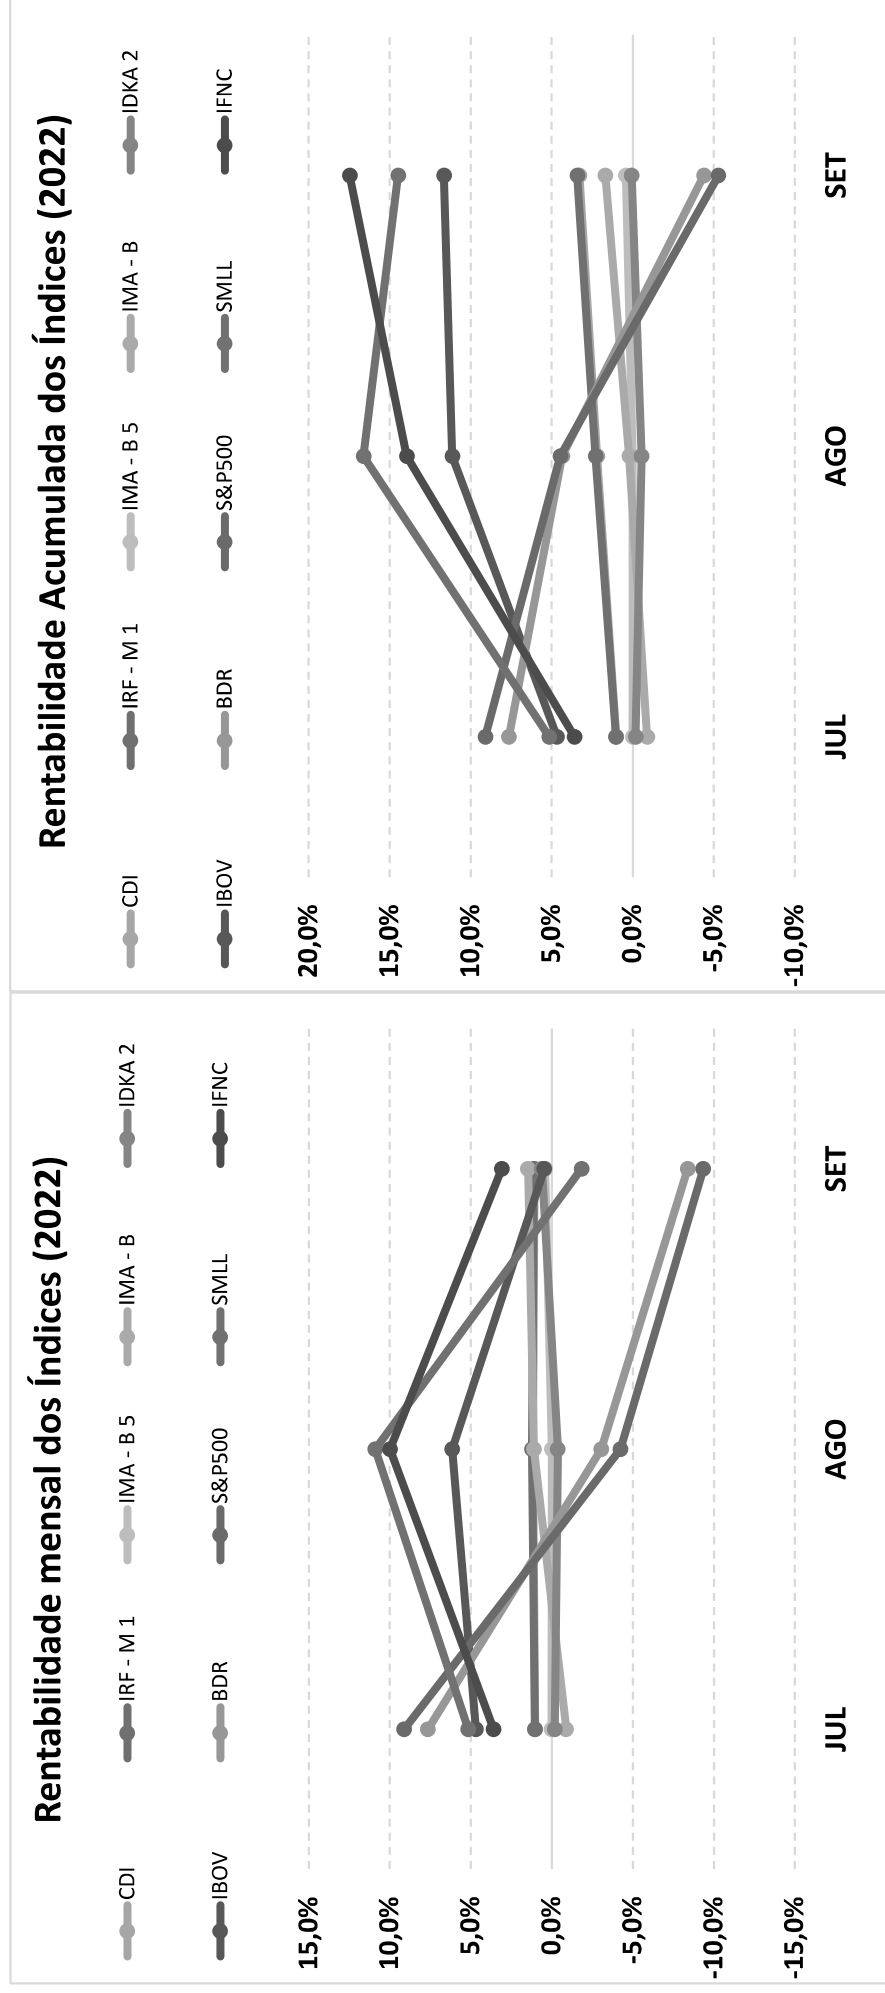 Rentabilidade mensal dos Índices (2022)
CDI IRF - M 1 IMA - B 5 IMA - B IDKA 2
IBOV BDR S&P500 SMLL IFNC
15,0%
10,0%
5,0%
0,0%
-5,0%
-10,0%
-15,0%
JUL AGO SET
Rentabilidade Acumulada dos Índices (2022)
CDI IRF - M 1 IMA - B 5 IMA - B IDKA 2
IBOV BDR S&P500 SMLL IFNC
20,0%
15,0%
10,0%
5,0%
0,0%
-5,0%
-10,0%
JUL AGO SET